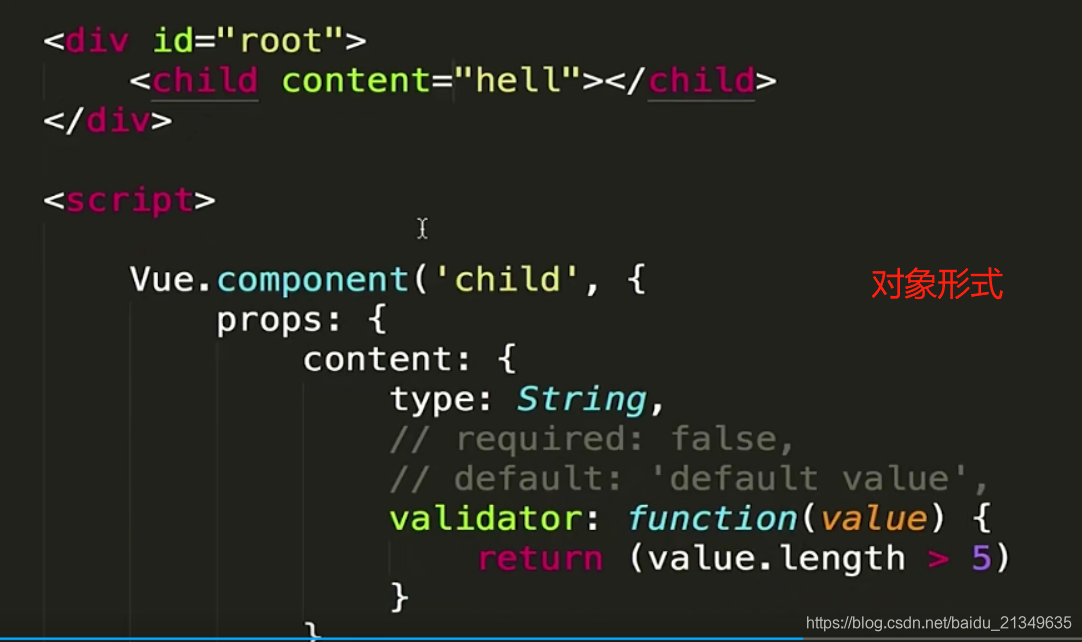 <div id="root">
    <child content="hell"></child>
</div>

<script>

    Vue.component('child', {
        props: {
            content: {
                type: String,
                // required: false,
                // default: 'default value',
                validator: function(value) {
                    return (value.length > 5)
                }
            }
对象形式
https://blog.csdn.net/baidu_21349635